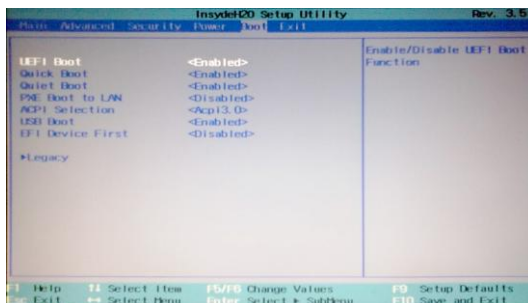 InsydeH20 Setup Utility Rev. 3.5
Main Advanced Security Power Boot Exit
UEFI Boot <Enabled>
Quick Boot <Enabled>
Quiet Boot <Enabled>
PXE Boot to LAN <Disabled>
ACPI Selection <Acpi3.0>
USB Boot <Enabled>
EFI Device First <Disabled>
▸Legacy
Enable/Disable UEFI Boot
Function
F1 Help ↑↓ Select Item F5/F6 Change Values F9 Setup Defaults
Esc Exit ↔ Select Menu Enter Select ▸ SubMenu F10 Save and Exit